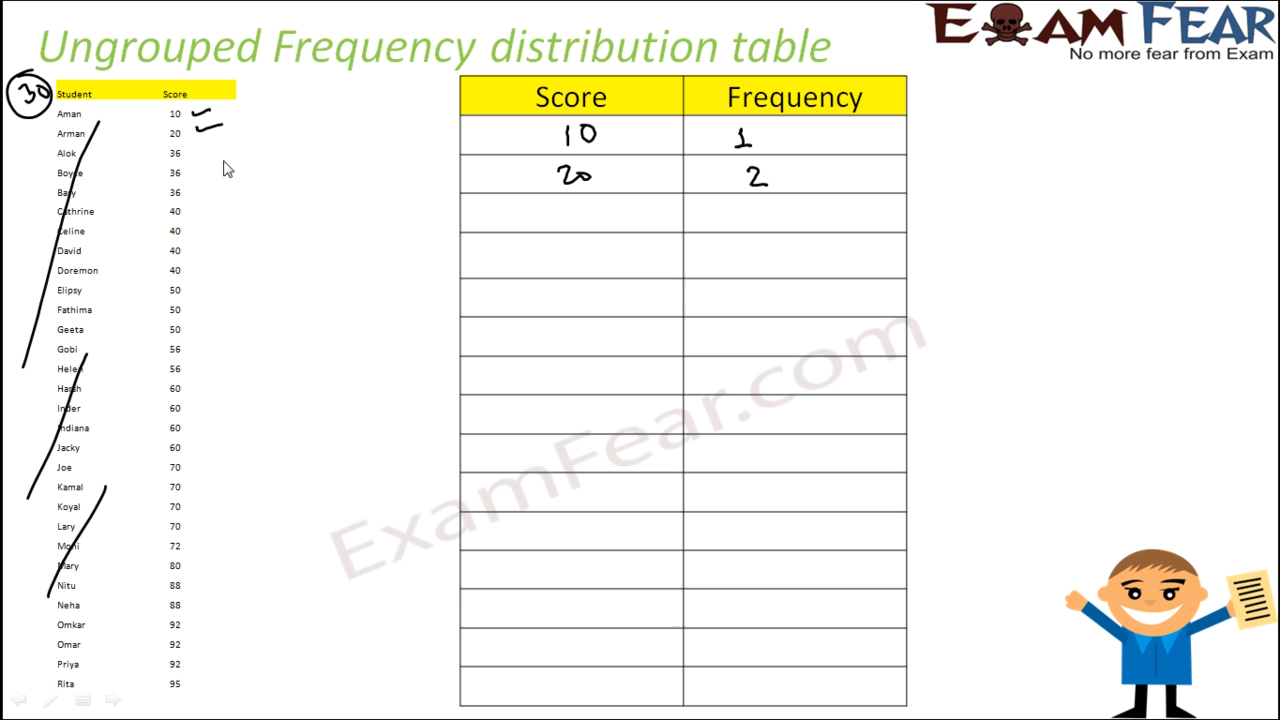 Ungrouped Frequency distribution table
EXAM FEAR
No more fear from Exam
30
Student Score
Aman 10
Arman 20
Alok 36
Boyce 36
Bary 36
Cathrine 40
Celine 40
David 40
Doremon 40
Elipsy 50
Fathima 50
Geeta 50
Gobi 56
Helen 56
Harsh 60
Inder 60
Indiana 60
Jacky 60
Joe 70
Kamal 70
Koyal 70
Lary 70
Moni 72
Mary 80
Nitu 88
Neha 88
Omkar 92
Omar 92
Priya 92
Rita 95
Score Frequency
10 1
20 2
ExamFear.com